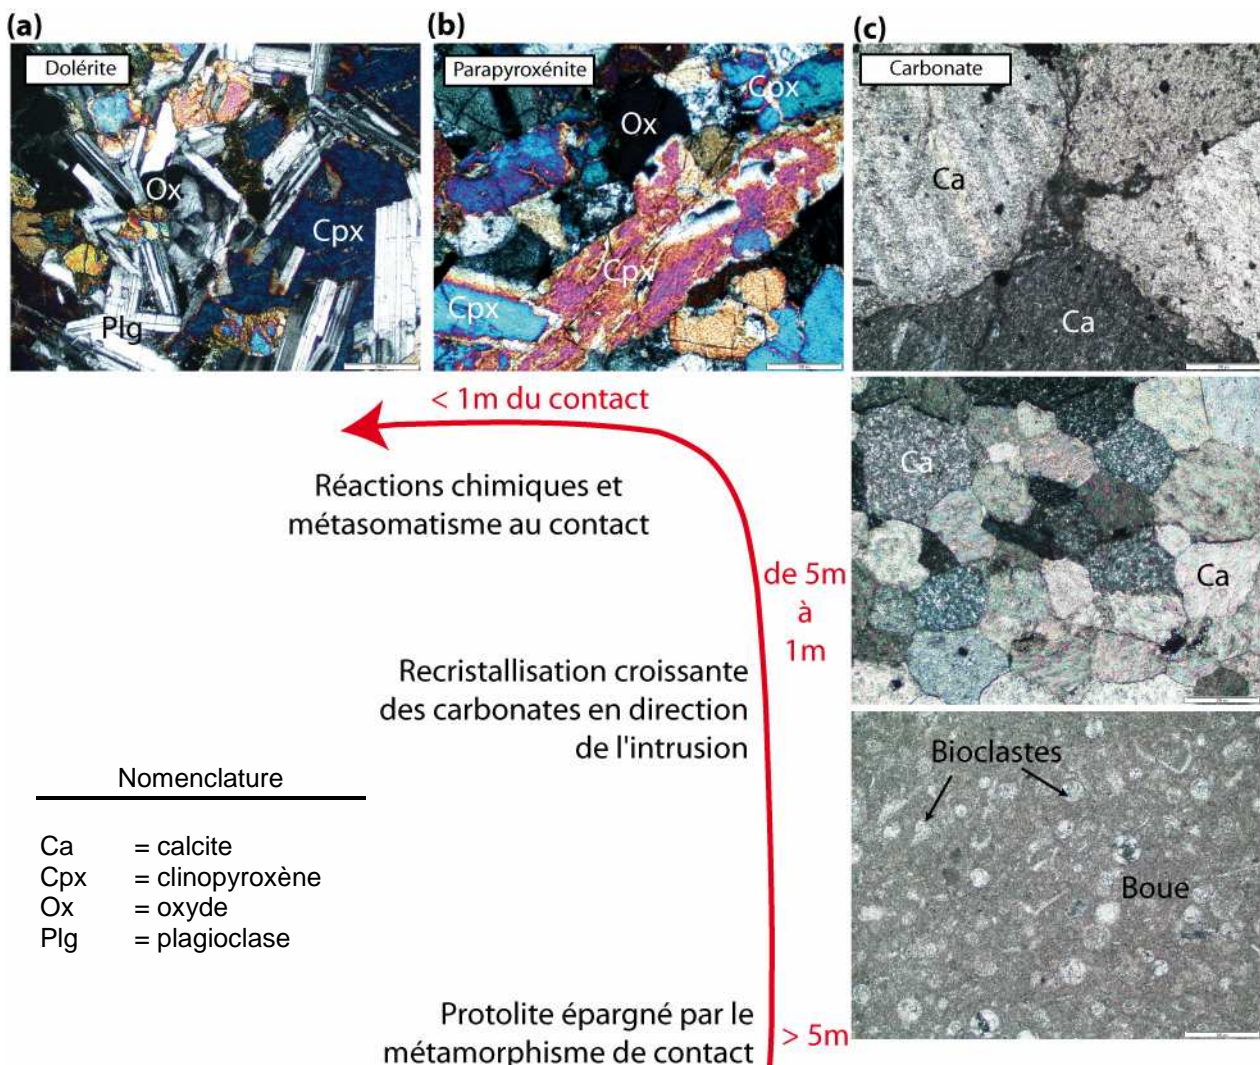 (a)
(b)
(c)
Dolérite
Parapyroxénite
Carbonate
Ox
Cpx
Plg
Cpx
Ox
Cpx
Cpx
Ca
Ca
< 1m du contact
Réactions chimiques et
métasomatisme au contact
Ca
Ca
de 5m
à
1m
Recristallisation croissante
des carbonates en direction
de l'intrusion
Bioclastes
Boue
Nomenclature
Ca = calcite
Cpx = clinopyroxène
Ox = oxyde
Plg = plagioclase
Protolite épargné par le
métamorphisme de contact
> 5m